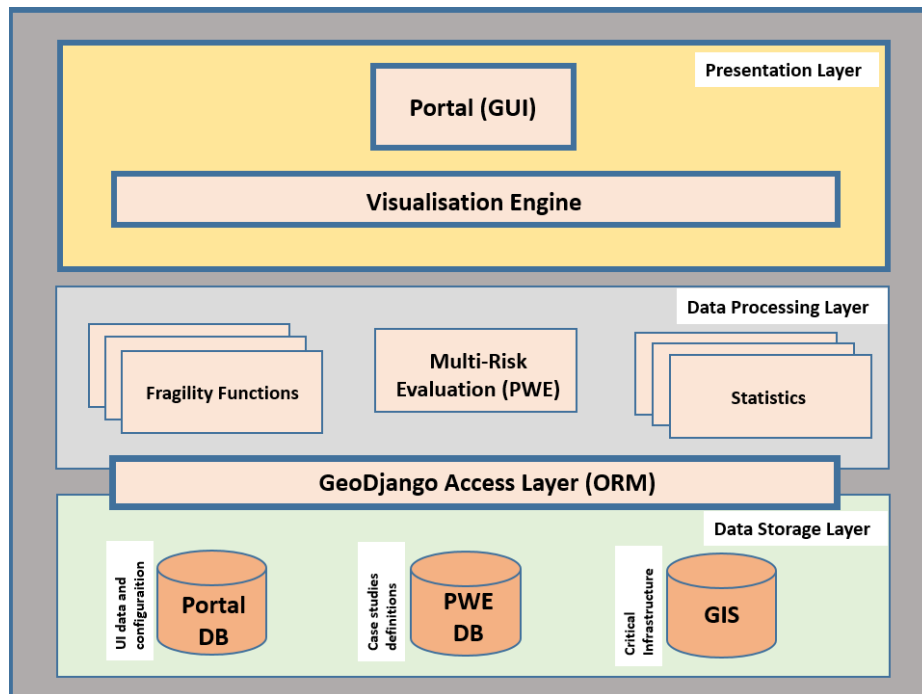 Presentation Layer
Portal (GUI)
Visualisation Engine
Data Processing Layer
Fragility Functions
Multi-Risk
Evaluation (PWE)
Statistics
GeoDjango Access Layer (ORM)
Data Storage Layer
UI data and
configuraition
Portal
DB
Case studies
definitions
PWE
DB
Critical
Infrastructure
GIS